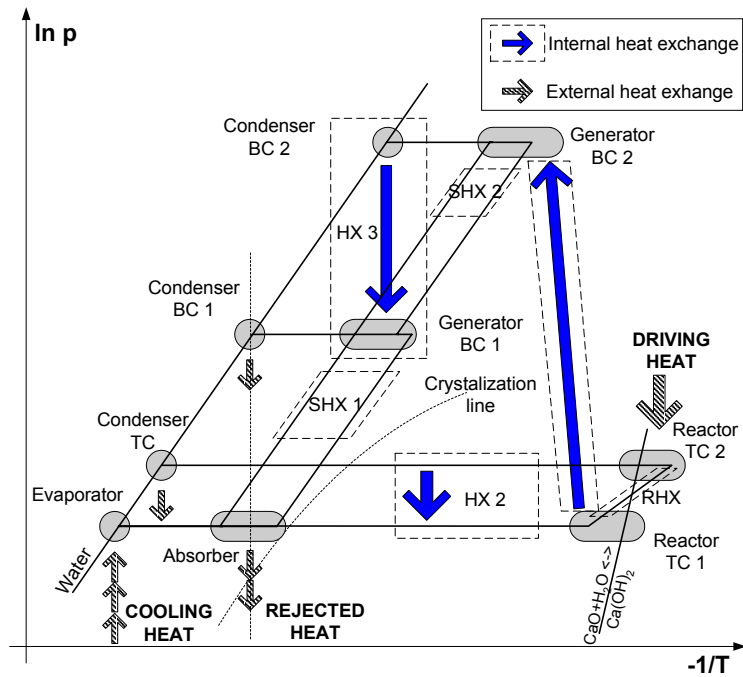 ln p
Internal heat exchange
External heat exhange
Condenser
BC 2
Generator
BC 2
SHX 2
HX 3
Condenser
BC 1
Generator
BC 1
DRIVING
HEAT
Crystalization
line
SHX 1
Condenser
TC
Reactor
TC 2
Evaporator
HX 2
RHX
Absorber
Reactor
TC 1
Water
COOLING
HEAT
REJECTED
HEAT
CaO+H2O <->
Ca(OH)2
-1/T